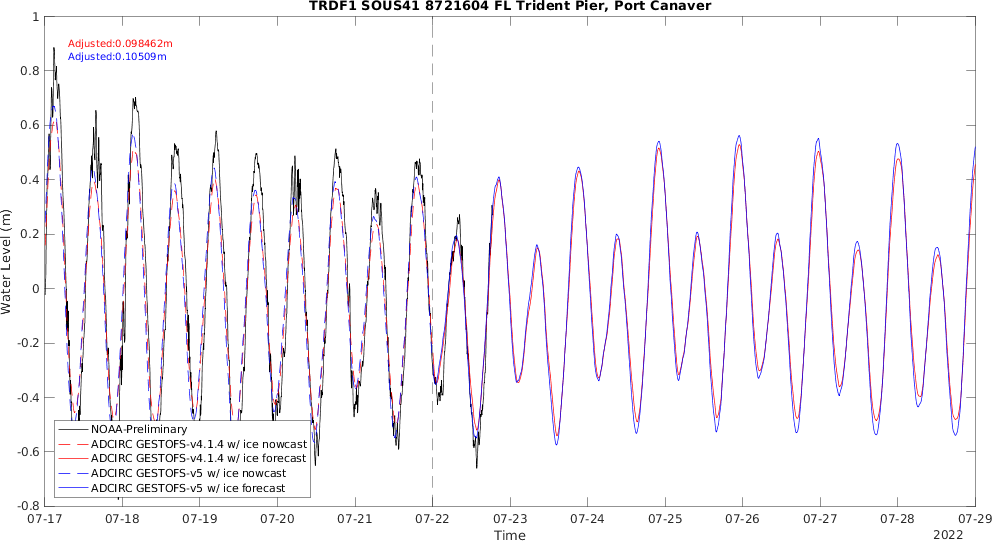 TRDF1 SOUS41 8721604 FL Trident Pier, Port Canaver
Adjusted:0.098462m
Adjusted:0.10509m
Water Level (m)
1
0.8
0.6
0.4
0.2
0
-0.2
-0.4
-0.6
-0.8
NOAA-Preliminary
ADCIRC GESTOFS-v4.1.4 w/ ice nowcast
ADCIRC GESTOFS-v4.1.4 w/ ice forecast
ADCIRC GESTOFS-v5 w/ ice nowcast
ADCIRC GESTOFS-v5 w/ ice forecast
07-17 07-18 07-19 07-20 07-21 07-22 07-23 07-24 07-25 07-26 07-27 07-28 07-29
Time
2022